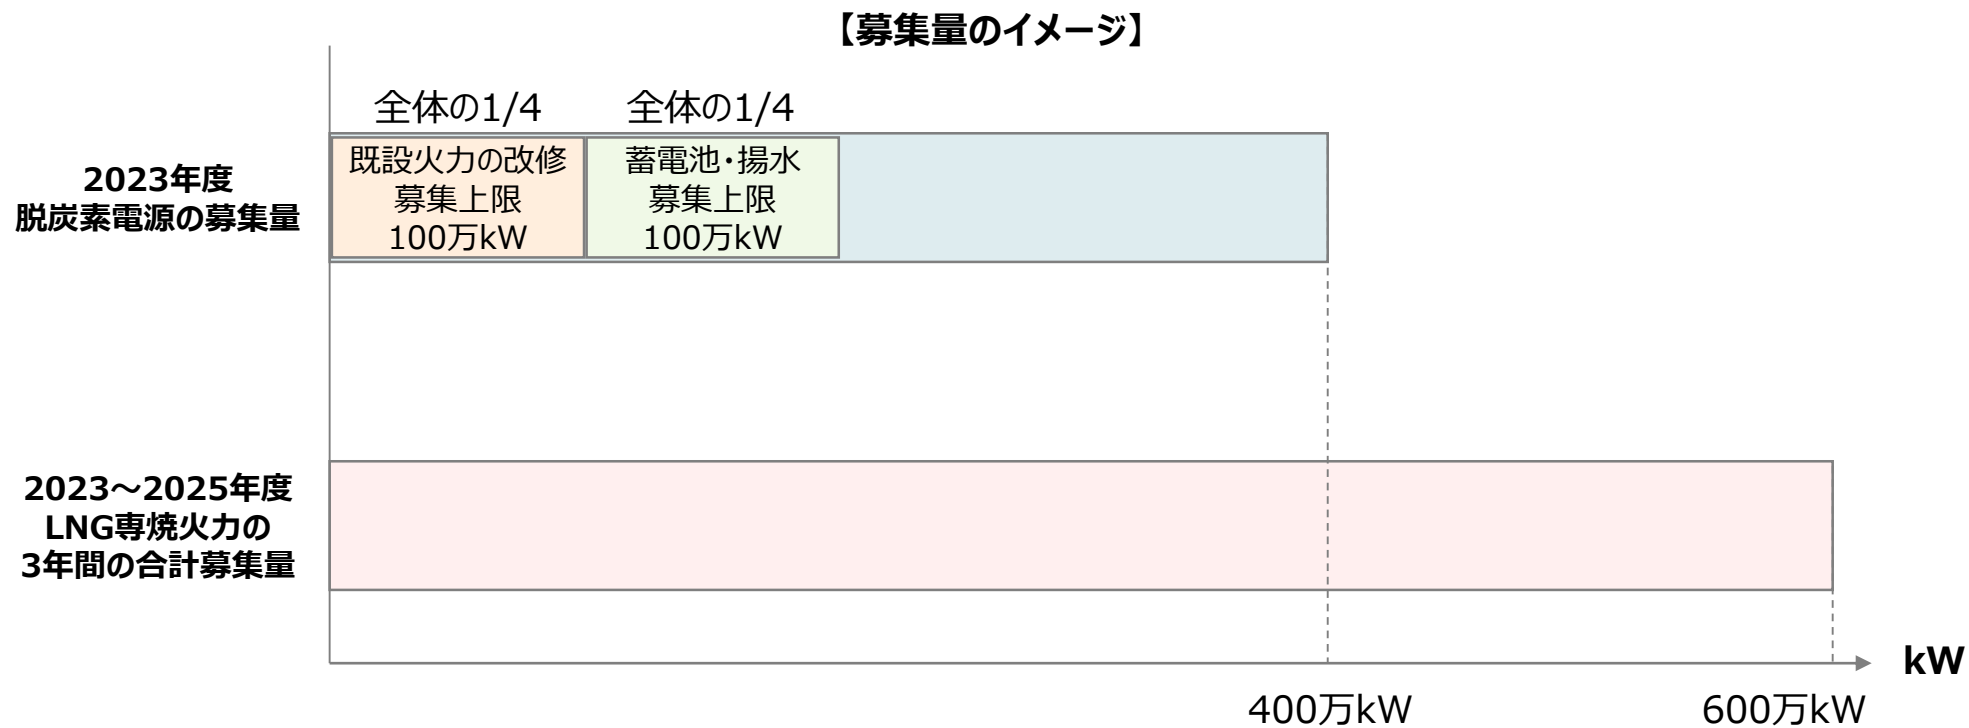 【募集量のイメージ】
全体の1/4
全体の1/4
2023年度
脱炭素電源の募集量
既設火力の改修
募集上限
100万kW
蓄電池・揚水
募集上限
100万kW
2023～2025年度
LNG専焼火力の
3年間の合計募集量
kW
400万kW
600万kW